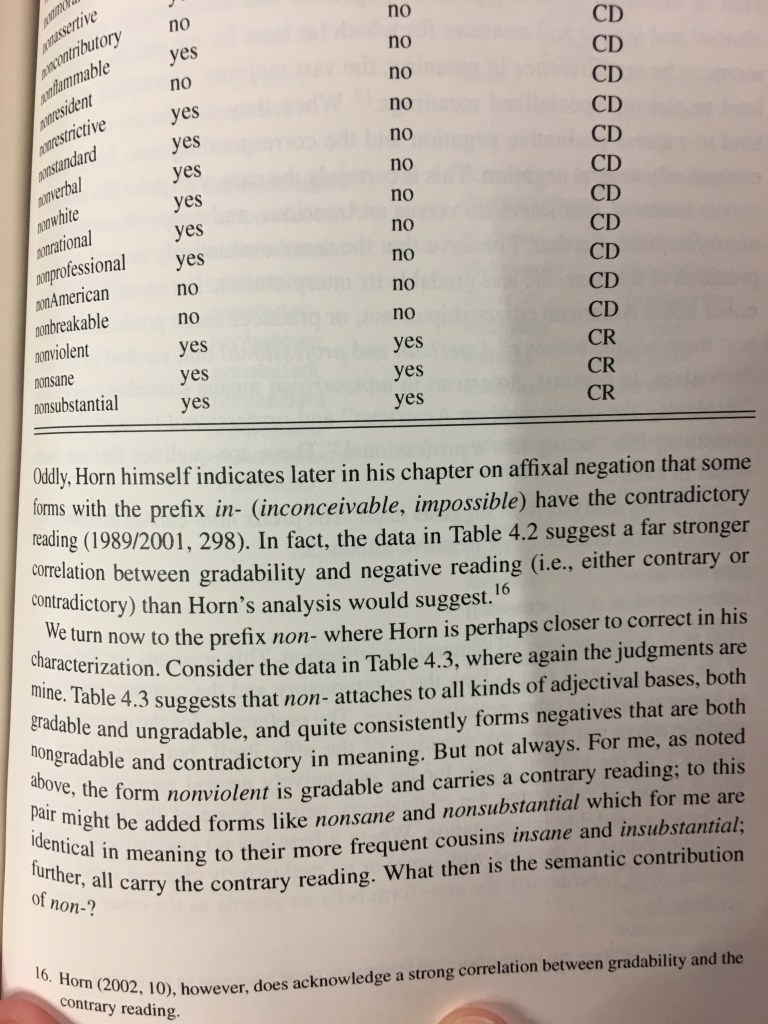 nonassertive
noncontributory no no CD
nonflammable yes no CD
nonresident no no CD
nonrestrictive yes no CD
nonstandard yes no CD
nonverbal yes no CD
nonwhite yes no CD
nonrational yes no CD
nonprofessional yes no CD
nonAmerican no no CD
nonbreakable no no CD
nonviolent yes yes CR
nonsane yes yes CR
nonsubstantial yes yes CR
Oddly, Horn himself indicates later in his chapter on affixal negation that some
forms with the prefix in- (inconceivable, impossible) have the contradictory
reading (1989/2001, 298). In fact, the data in Table 4.2 suggest a far stronger
correlation between gradability and negative reading (i.e., either contrary or
contradictory) than Horn's analysis would suggest.16
We turn now to the prefix non- where Horn is perhaps closer to correct in his
characterization. Consider the data in Table 4.3, where again the judgments are
mine. Table 4.3 suggests that non- attaches to all kinds of adjectival bases, both
gradable and ungradable, and quite consistently forms negatives that are both
nongradable and contradictory in meaning. But not always. For me, as noted
above, the form nonviolent is gradable and carries a contrary reading; to this
pair might be added forms like nonsane and nonsubstantial which for me are
identical in meaning to their more frequent cousins insane and insubstantial;
further, all carry the contrary reading. What then is the semantic contribution
of non-?
16. Horn (2002, 10), however, does acknowledge a strong correlation between gradability and the
contrary reading.